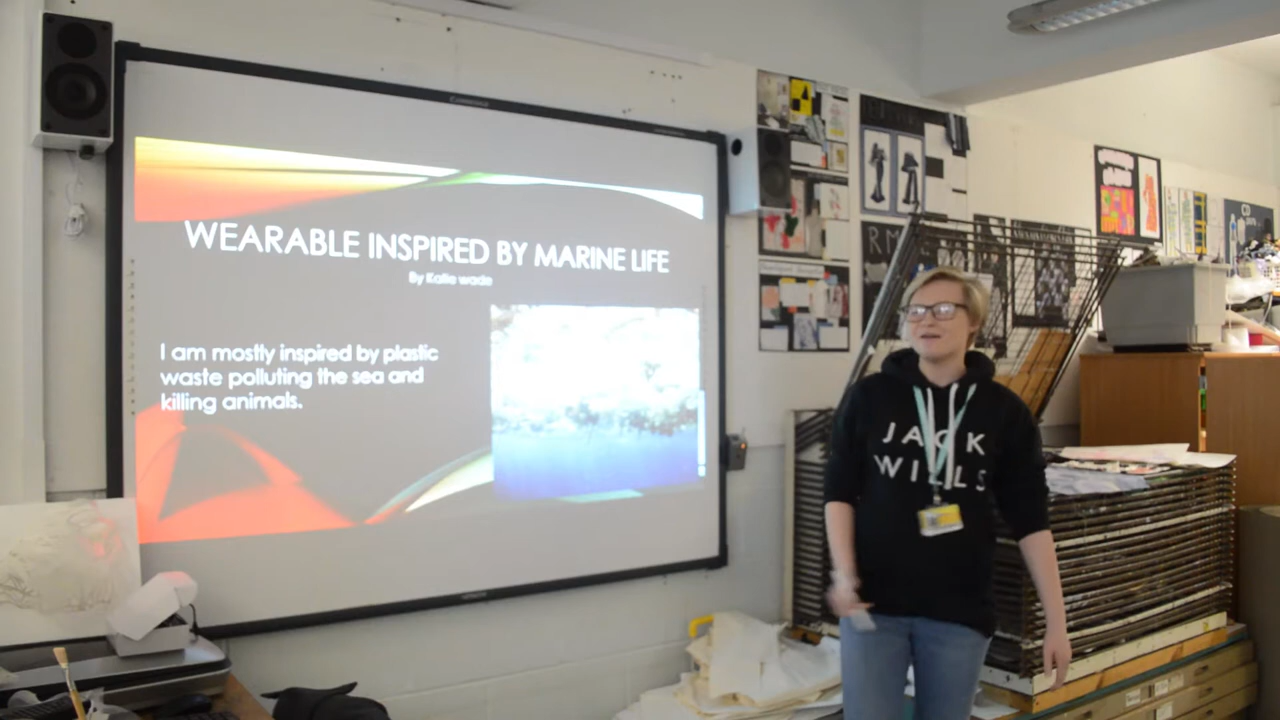 WEARABLE INSPIRED BY MARINE LIFE
By Katie wade
I am mostly inspired by plastic
waste polluting the sea and
killing animals.
JACK
WILLS